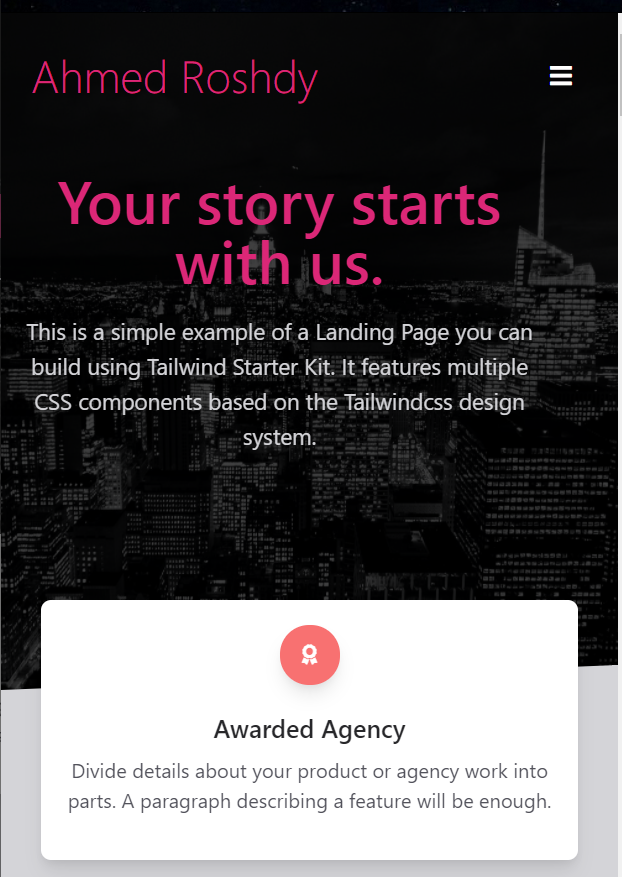 Ahmed Roshdy
Your story starts
with us.
This is a simple example of a Landing Page you can
build using Tailwind Starter Kit. It features multiple
CSS components based on the Tailwindcss design
system.
Awarded Agency
Divide details about your product or agency work into
parts. A paragraph describing a feature will be enough.